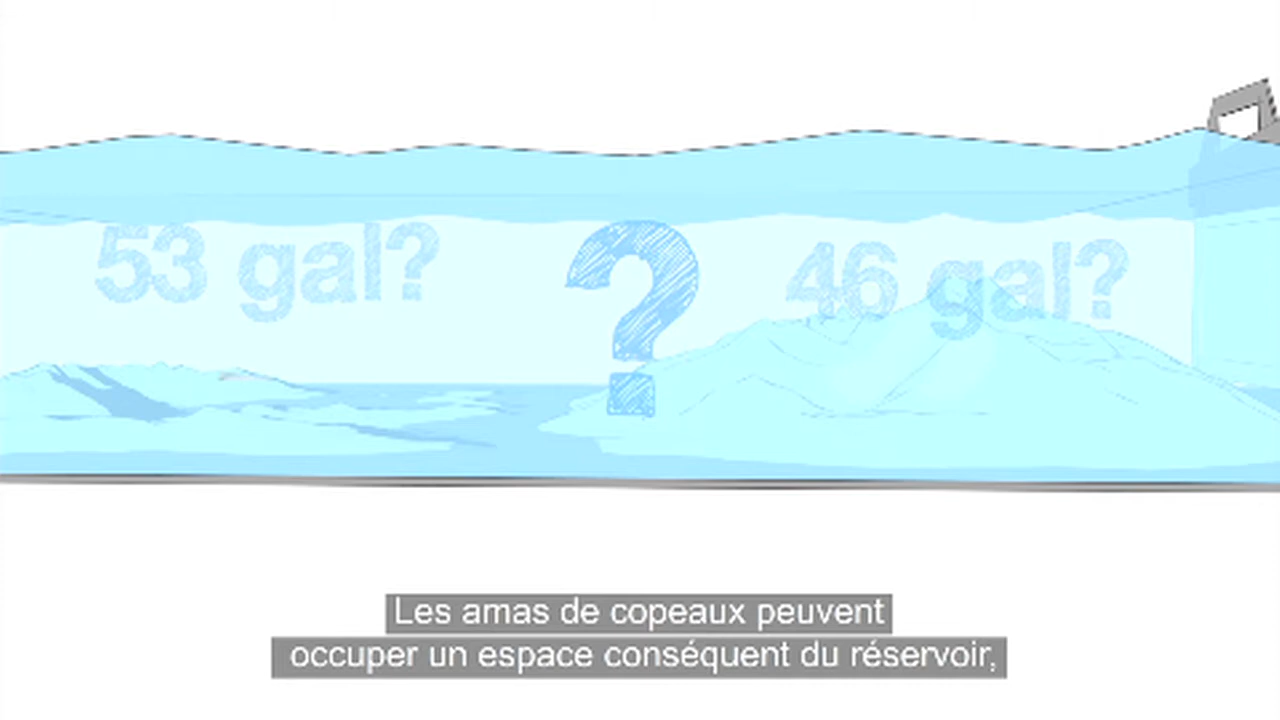 53 gal? ? 46 gal?
Les amas de copeaux peuvent
occuper un espace conséquent du réservoir,